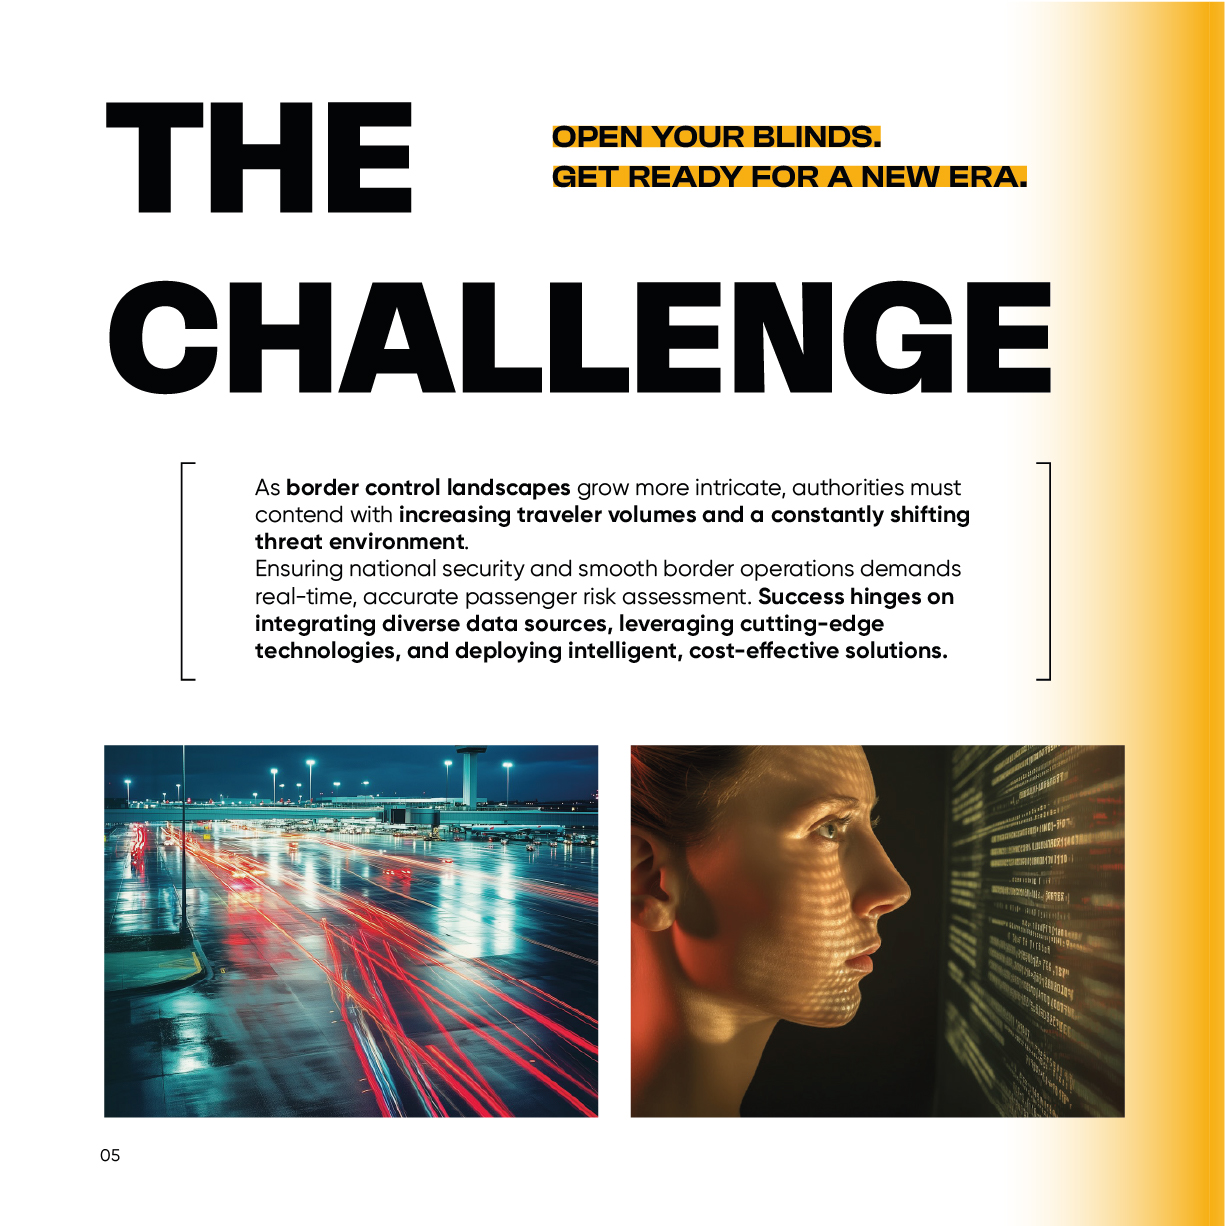 THE
OPEN YOUR BLINDS.
GET READY FOR A NEW ERA.
CHALLENGE
As border control landscapes grow more intricate, authorities must
contend with increasing traveler volumes and a constantly shifting
threat environment.
Ensuring national security and smooth border operations demands
real-time, accurate passenger risk assessment. Success hinges on
integrating diverse data sources, leveraging cutting-edge
technologies, and deploying intelligent, cost-effective solutions.
05